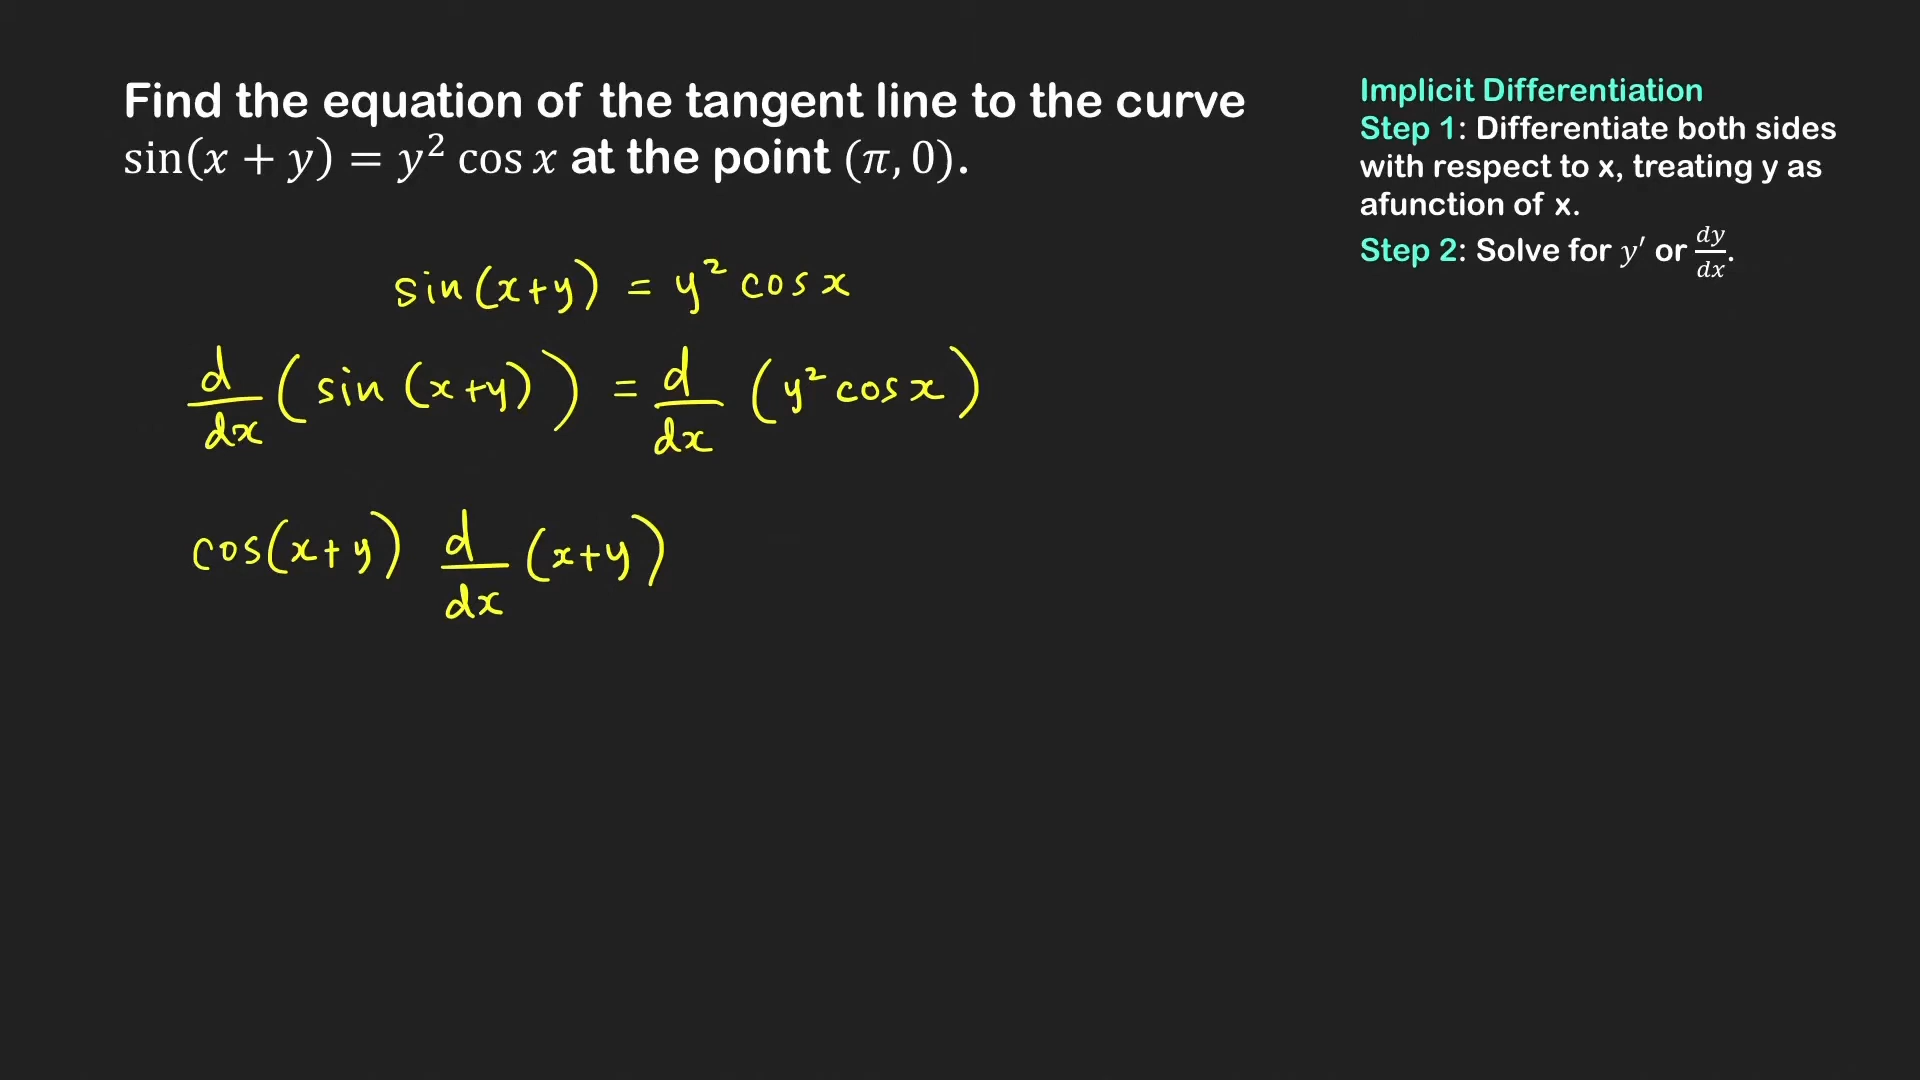 Find the equation of the tangent line to the curve
sin(x + y) = y² cos x at the point (π, 0).
sin(x+y) = y² cos x
d/dx (sin (x+y)) = d/dx (y² cos x)
cos(x+y) d/dx (x+y)
Implicit Differentiation
Step 1: Differentiate both sides
with respect to x, treating y as
afunction of x.
Step 2: Solve for y′ or dy/dx.